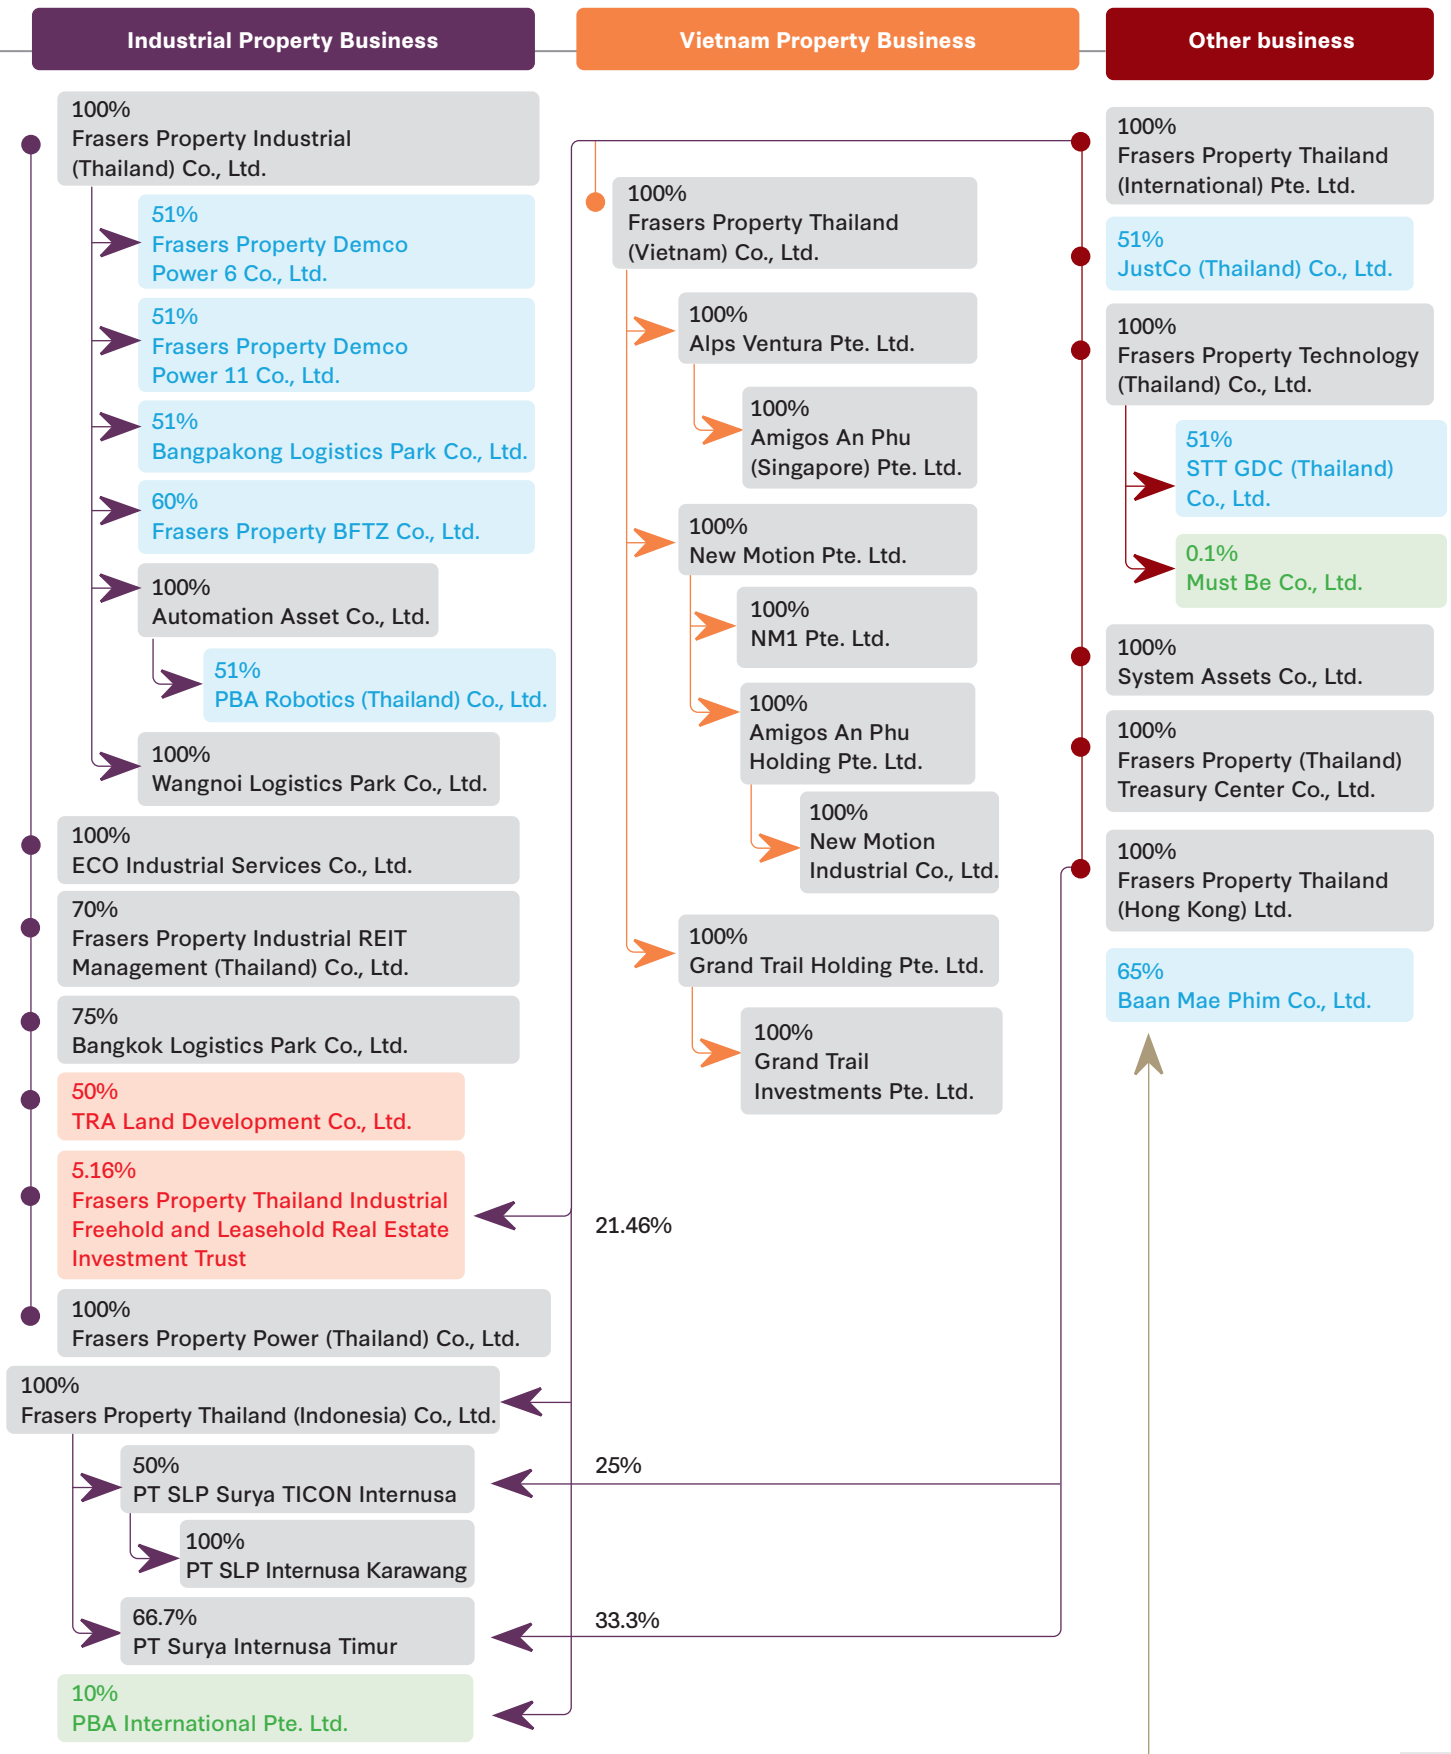 Industrial Property Business
100%
Frasers Property Industrial
(Thailand) Co., Ltd.
51%
Frasers Property Demco
Power 6 Co., Ltd.
51%
Frasers Property Demco
Power 11 Co., Ltd.
51%
Bangpakong Logistics Park Co., Ltd.
60%
Frasers Property BFTZ Co., Ltd.
100%
Automation Asset Co., Ltd.
51%
PBA Robotics (Thailand) Co., Ltd.
100%
Wangnoi Logistics Park Co., Ltd.
100%
ECO Industrial Services Co., Ltd.
70%
Frasers Property Industrial REIT
Management (Thailand) Co., Ltd.
75%
Bangkok Logistics Park Co., Ltd.
50%
TRA Land Development Co., Ltd.
5.16%
Frasers Property Thailand Industrial
Freehold and Leasehold Real Estate
Investment Trust
21.46%
100%
Frasers Property Power (Thailand) Co., Ltd.
100%
Frasers Property Thailand (Indonesia) Co., Ltd.
50%
PT SLP Surya TICON Internusa
25%
100%
PT SLP Internusa Karawang
66.7%
PT Surya Internusa Timur
33.3%
10%
PBA International Pte. Ltd.
Vietnam Property Business
100%
Frasers Property Thailand
(Vietnam) Co., Ltd.
100%
Alps Ventura Pte. Ltd.
100%
Amigos An Phu
(Singapore) Pte. Ltd.
100%
New Motion Pte. Ltd.
100%
NM1 Pte. Ltd.
100%
Amigos An Phu
Holding Pte. Ltd.
100%
New Motion
Industrial Co., Ltd.
100%
Grand Trail Holding Pte. Ltd.
100%
Grand Trail
Investments Pte. Ltd.
Other business
100%
Frasers Property Thailand
(International) Pte. Ltd.
51%
JustCo (Thailand) Co., Ltd.
100%
Frasers Property Technology
(Thailand) Co., Ltd.
51%
STT GDC (Thailand)
Co., Ltd.
0.1%
Must Be Co., Ltd.
100%
System Assets Co., Ltd.
100%
Frasers Property (Thailand)
Treasury Center Co., Ltd.
100%
Frasers Property Thailand
(Hong Kong) Ltd.
65%
Baan Mae Phim Co., Ltd.